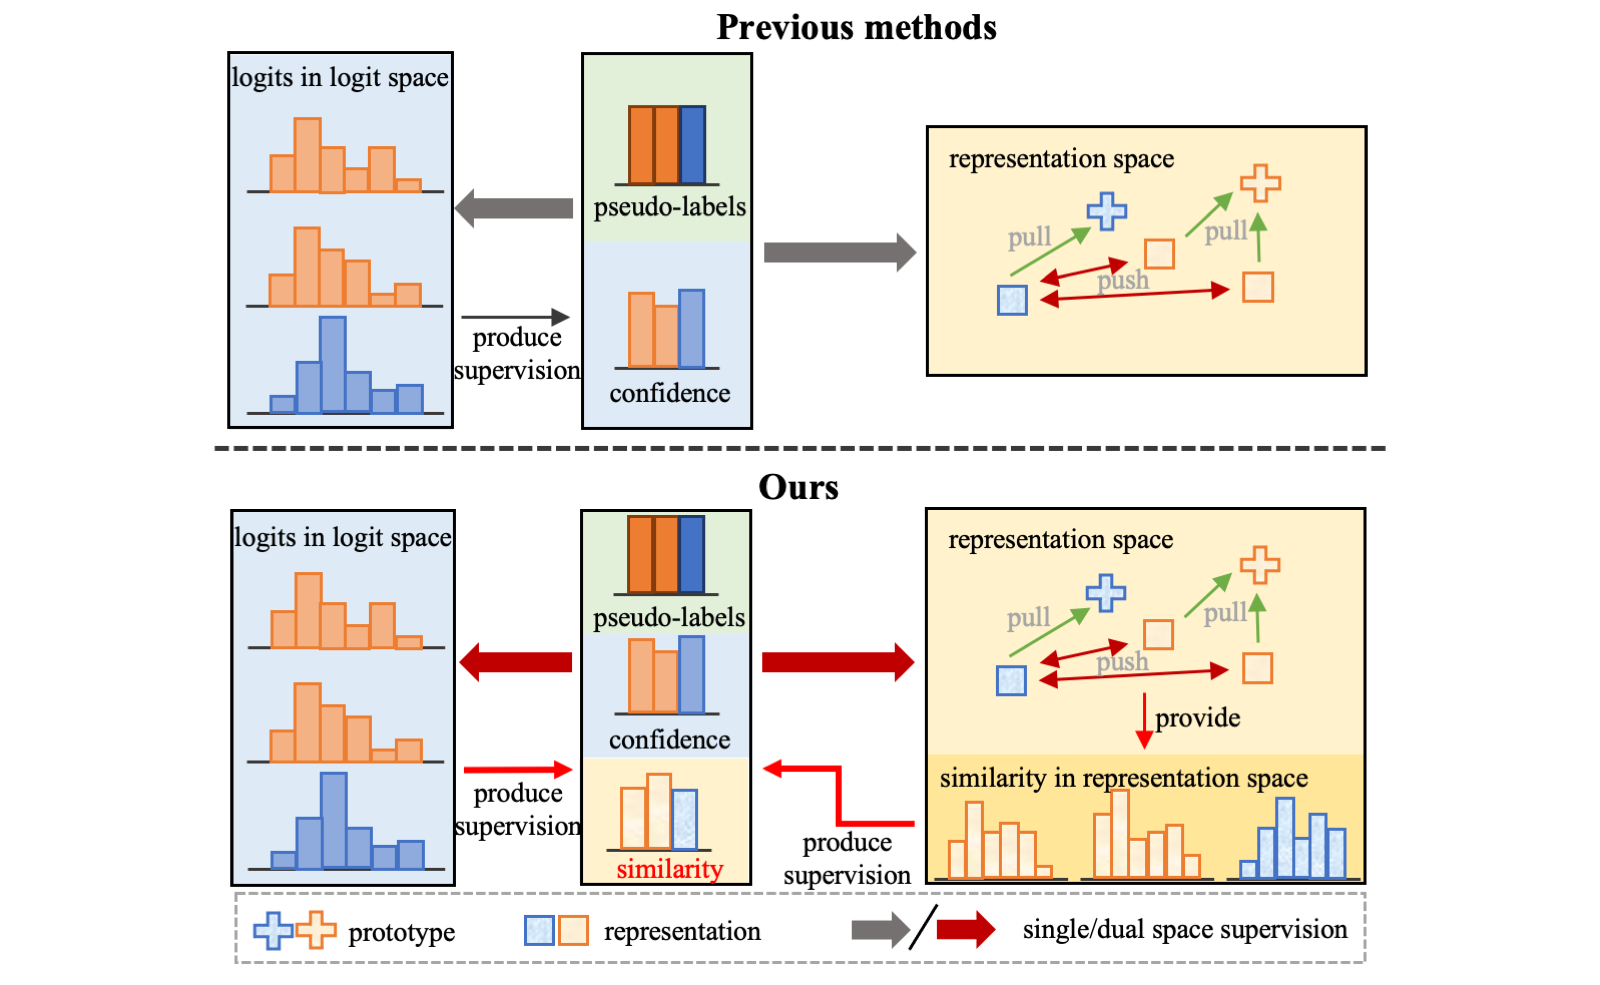 Previous methods
logits in logit space
pseudo-labels
confidence
produce
supervision
representation space
pull
pull
push
Ours
logits in logit space
pseudo-labels
confidence
similarity
produce
supervision
representation space
pull
pull
push
provide
similarity in representation space
produce
supervision
prototype
representation
single/dual space supervision